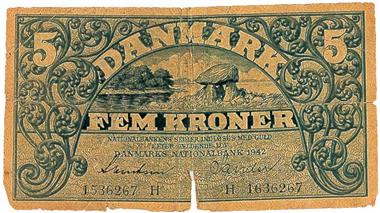 5 DANMARK 5
FEM KRONER
NATIONALBANKENS SEDLER INDLØSES MED GULD
EFTER GÆLDENDE LOV
DANMARKS NATIONALBANK 1942
1536267 H H 1636267